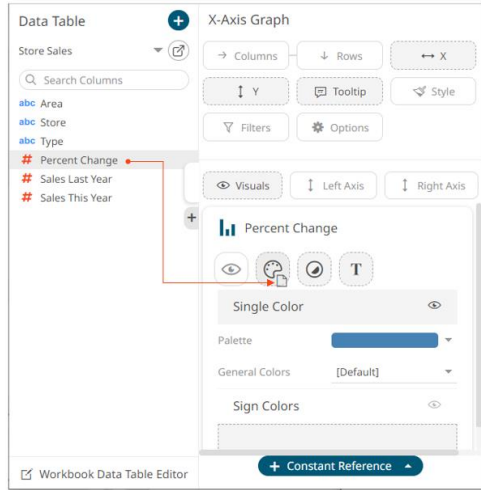 Data Table
Store Sales
Search Columns
abc Area
abc Store
abc Type
# Percent Change
# Sales Last Year
# Sales This Year
Workbook Data Table Editor
X-Axis Graph
Columns
Rows
X
Y
Tooltip
Style
Filters
Options
Visuals
Left Axis
Right Axis
Percent Change
T
Single Color
Palette
General Colors [Default]
Sign Colors
+ Constant Reference